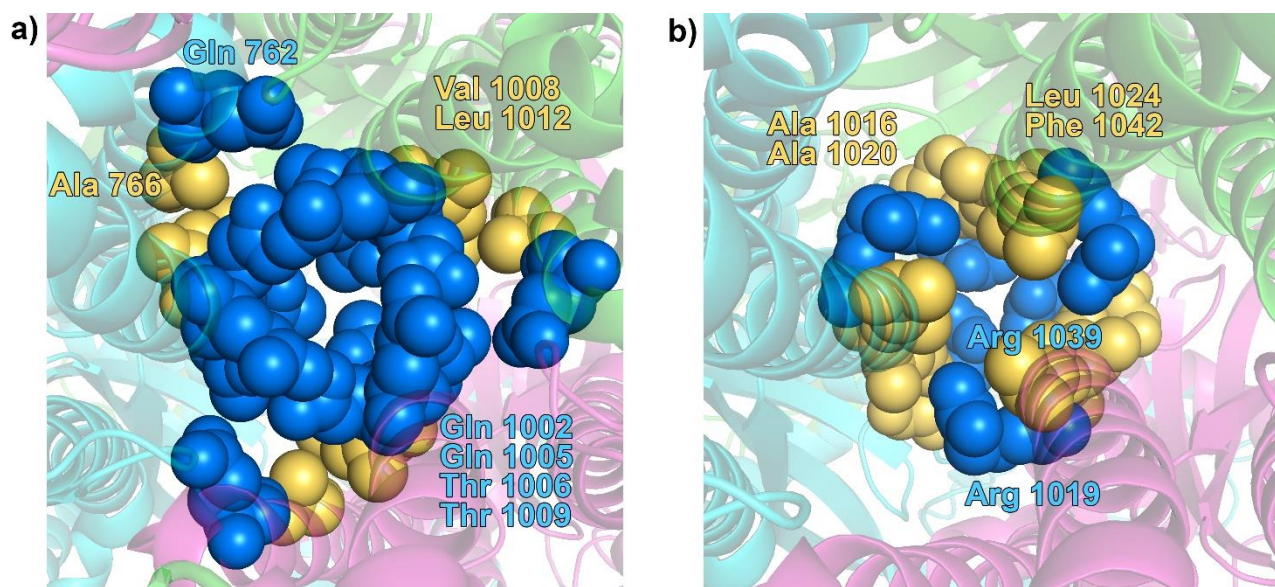 a)
Gln 762
Val 1008
Leu 1012
Ala 766
Gln 1002
Gln 1005
Thr 1006
Thr 1009
b)
Leu 1024
Phe 1042
Ala 1016
Ala 1020
Arg 1039
Arg 1019